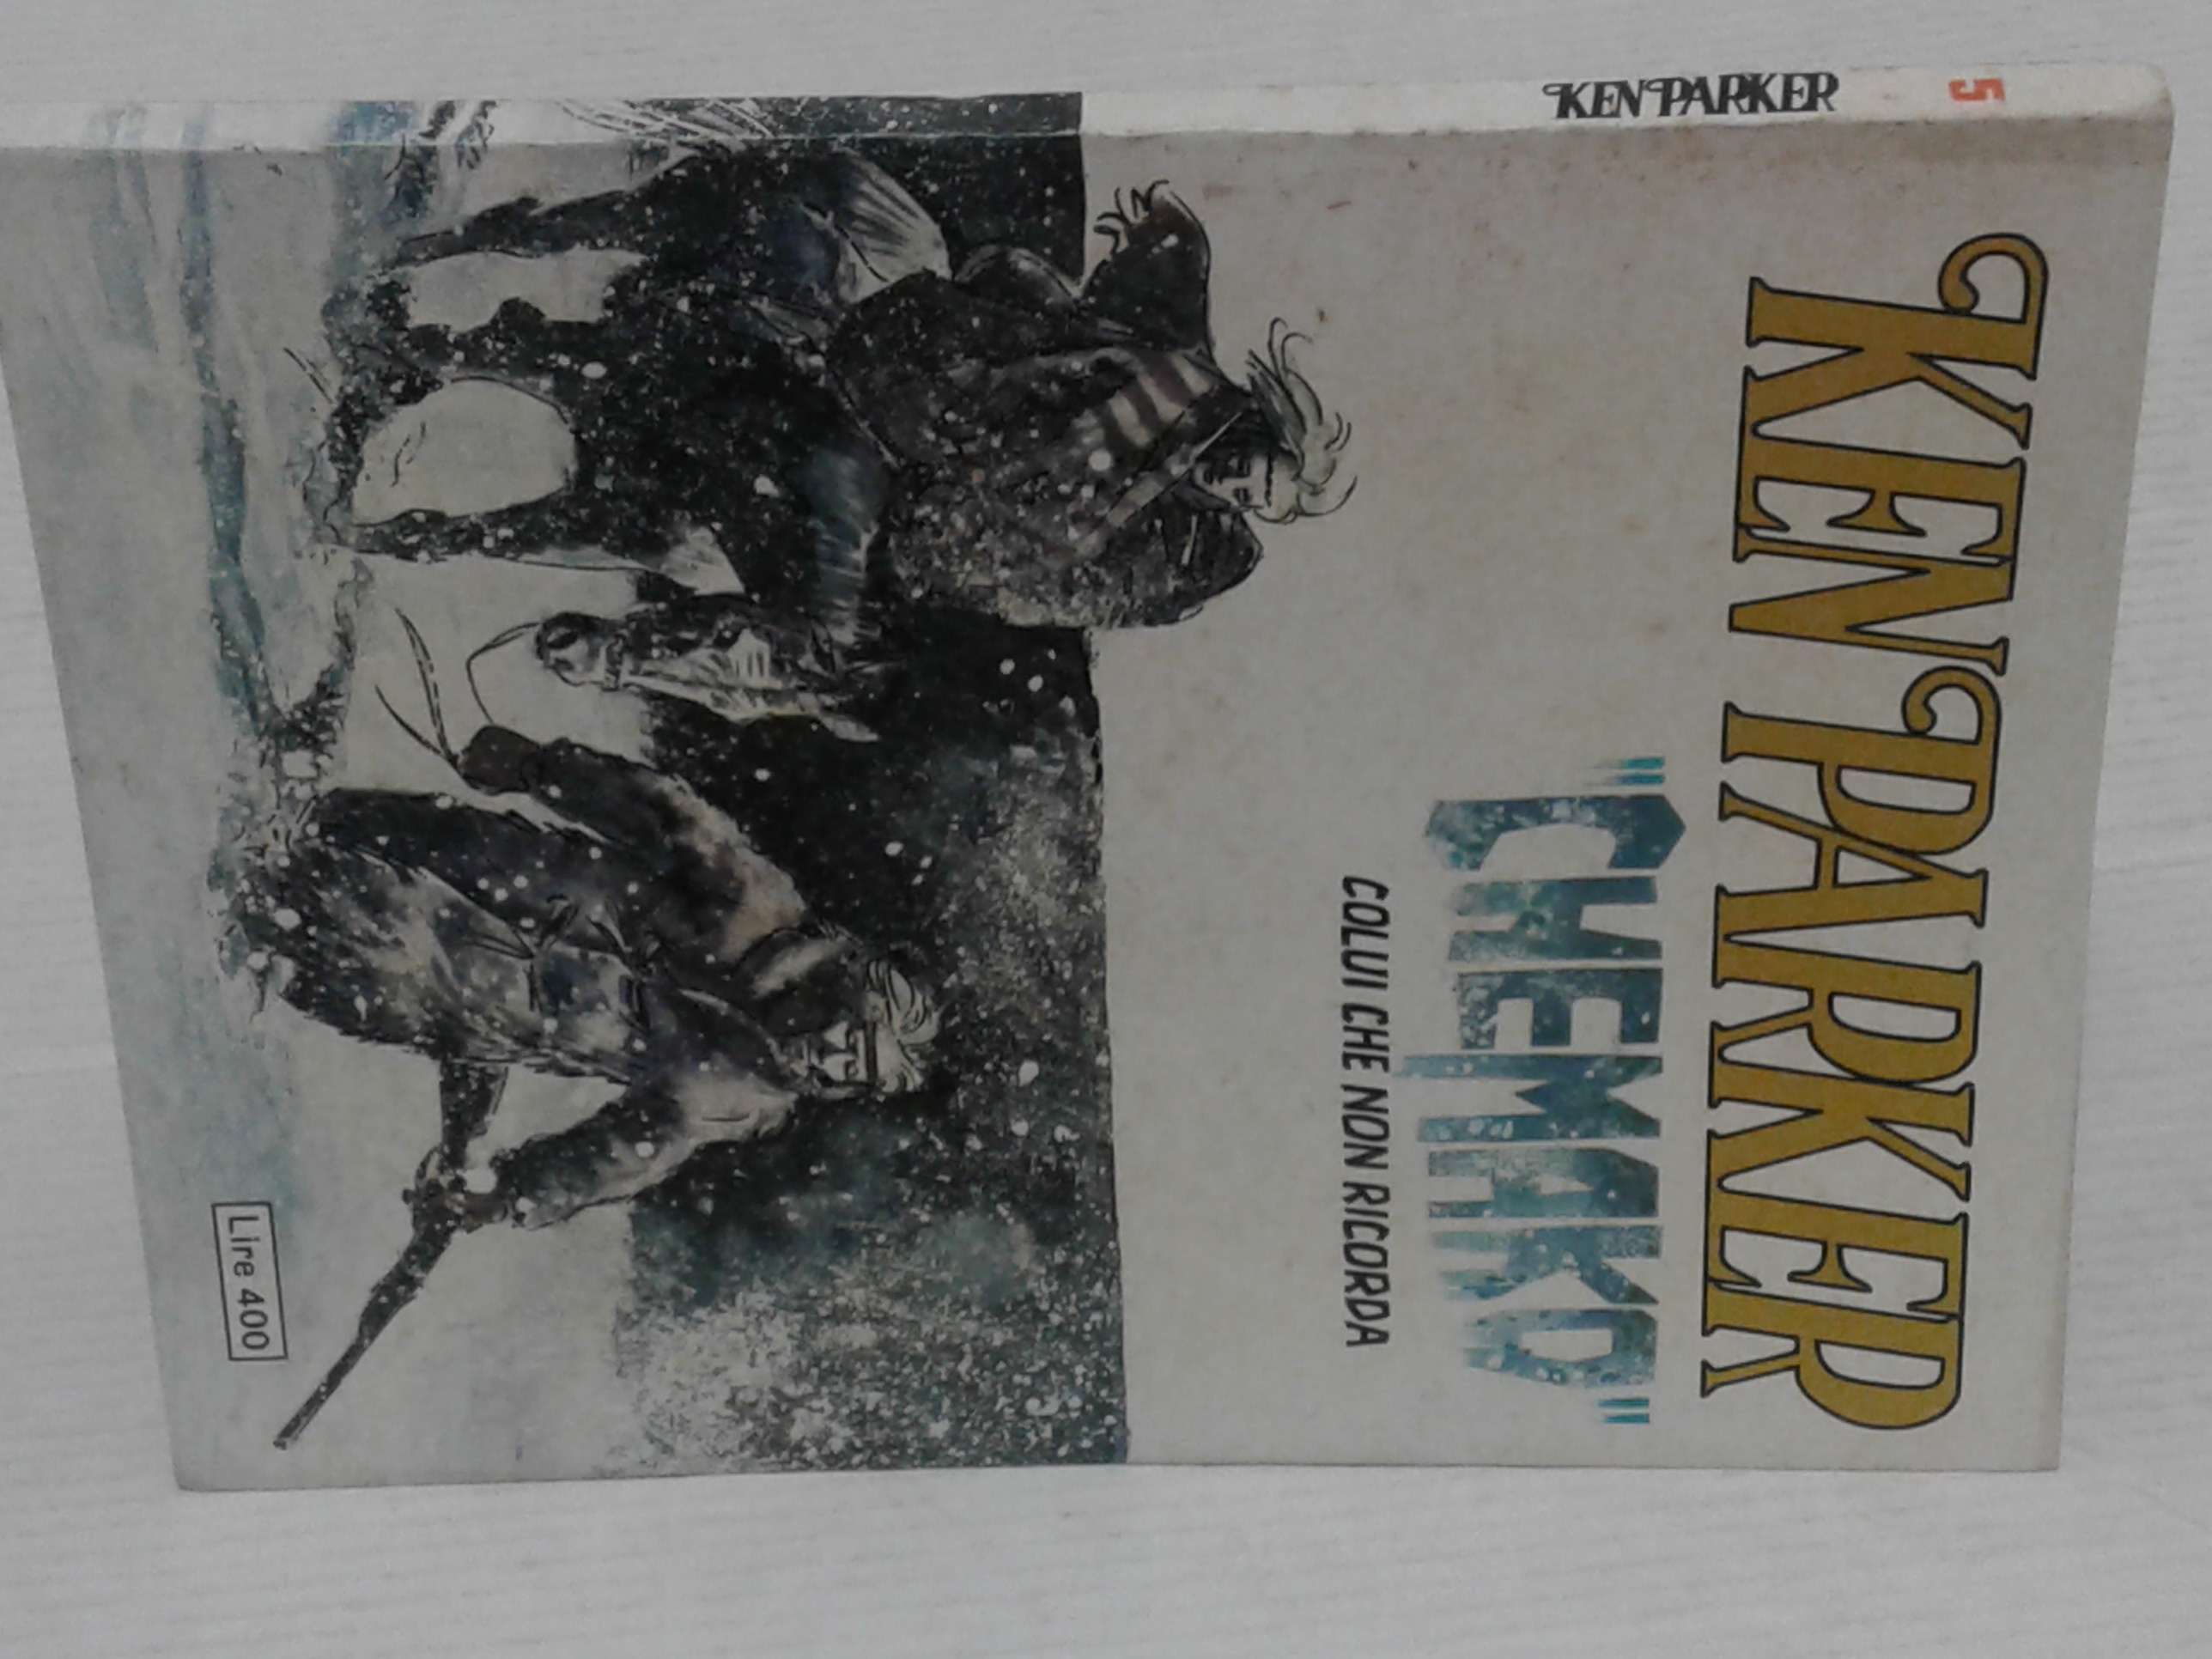 5
KEN PARKER
KEN PARKER
"CHEMAKO"
COLUI CHE NON RICORDA
Lire 400